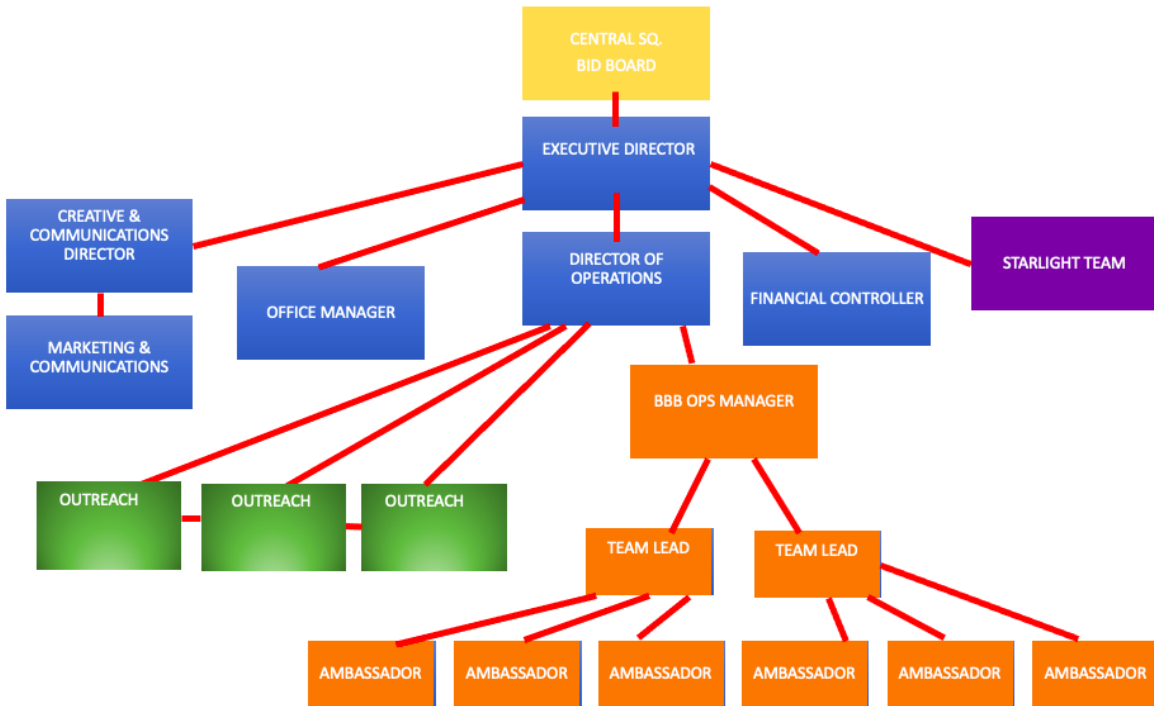 CENTRAL SQ.
BID BOARD
EXECUTIVE DIRECTOR
CREATIVE &
COMMUNICATIONS
DIRECTOR
OFFICE MANAGER
DIRECTOR OF
OPERATIONS
FINANCIAL CONTROLLER
STARLIGHT TEAM
MARKETING &
COMMUNICATIONS
BBB OPS MANAGER
OUTREACH
OUTREACH
OUTREACH
TEAM LEAD
TEAM LEAD
AMBASSADOR
AMBASSADOR
AMBASSADOR
AMBASSADOR
AMBASSADOR
AMBASSADOR